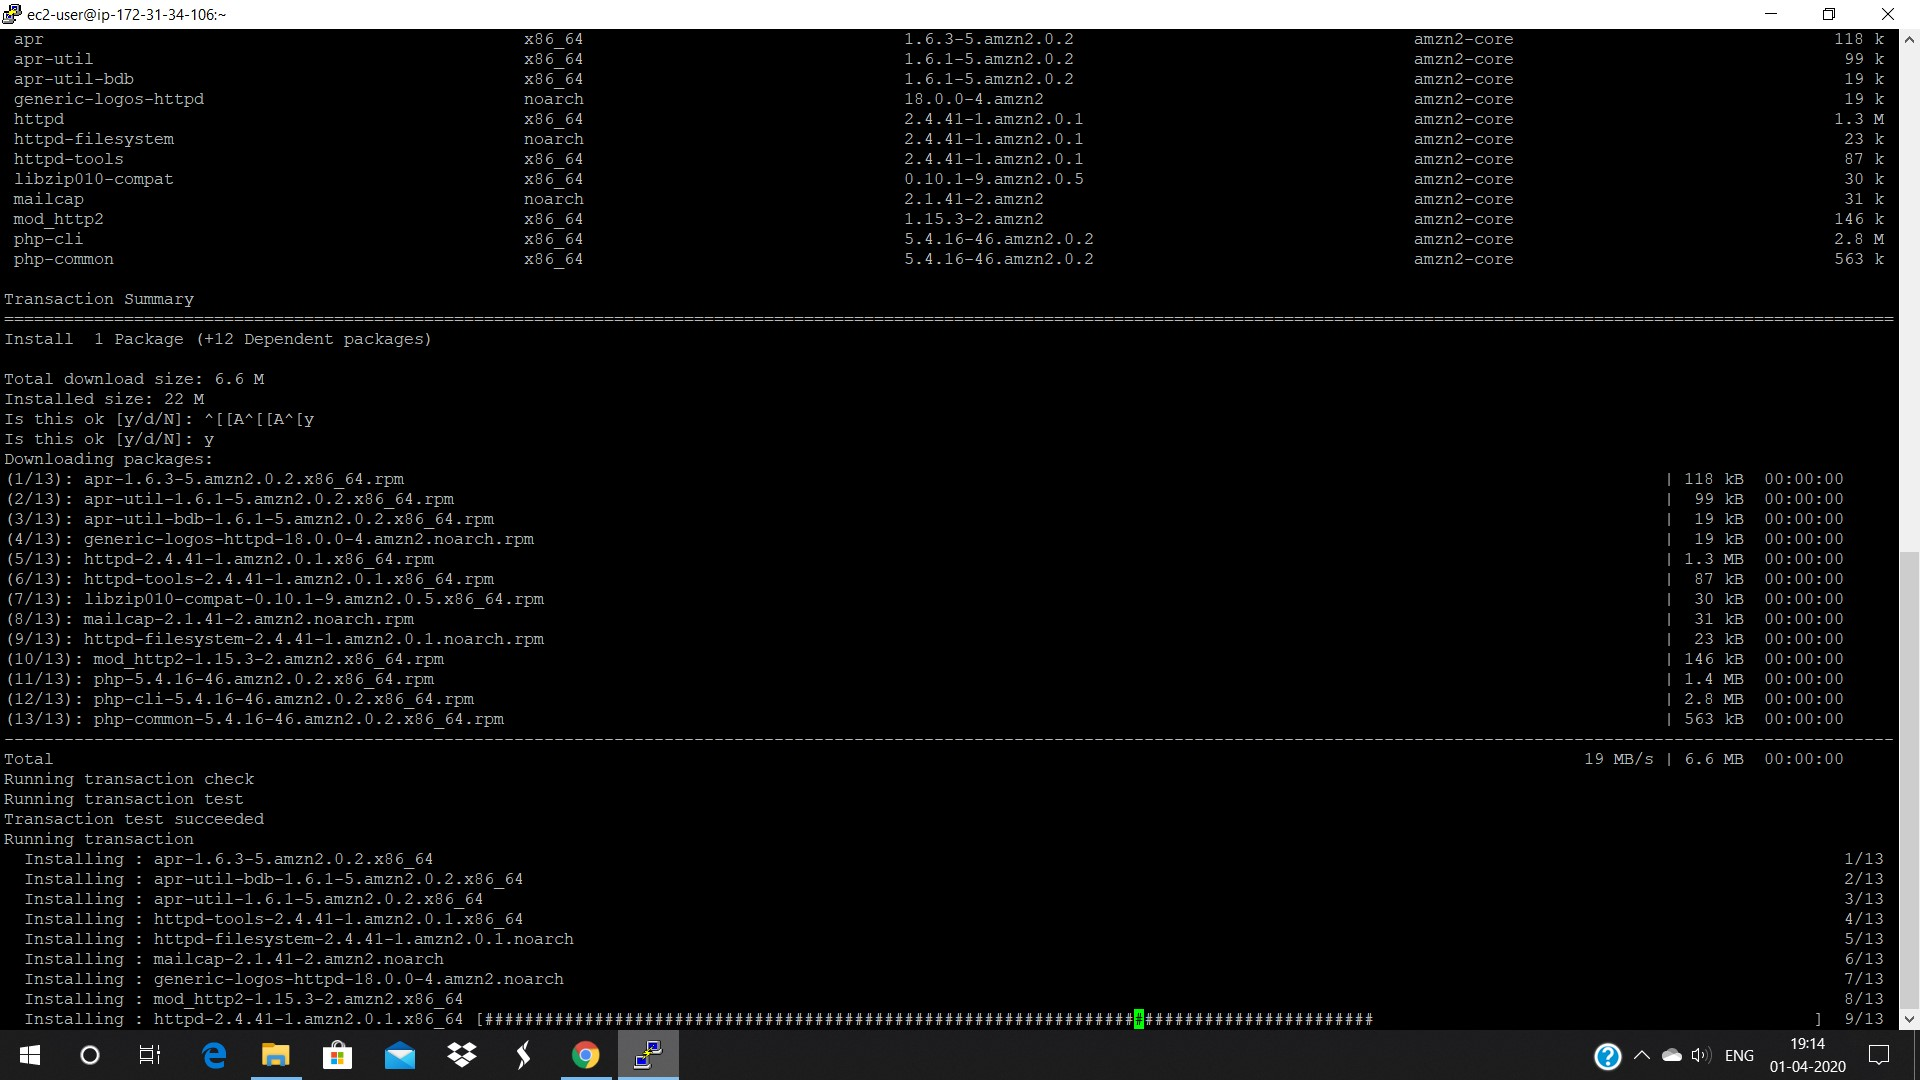 ec2-user@ip-172-31-34-106:~
apr x86_64 1.6.3-5.amzn2.0.2 amzn2-core 118 k
apr-util x86_64 1.6.1-5.amzn2.0.2 amzn2-core 99 k
apr-util-bdb x86_64 1.6.1-5.amzn2.0.2 amzn2-core 19 k
generic-logos-httpd noarch 18.0.0-4.amzn2 amzn2-core 19 k
httpd x86_64 2.4.41-1.amzn2.0.1 amzn2-core 1.3 M
httpd-filesystem noarch 2.4.41-1.amzn2.0.1 amzn2-core 23 k
httpd-tools x86_64 2.4.41-1.amzn2.0.1 amzn2-core 87 k
libzip010-compat x86_64 0.10.1-9.amzn2.0.5 amzn2-core 30 k
mailcap noarch 2.1.41-2.amzn2 amzn2-core 31 k
mod_http2 x86_64 1.15.3-2.amzn2 amzn2-core 146 k
php-cli x86_64 5.4.16-46.amzn2.0.2 amzn2-core 2.8 M
php-common x86_64 5.4.16-46.amzn2.0.2 amzn2-core 563 k
Transaction Summary
================================================================================
Install  1 Package (+12 Dependent packages)
Total download size: 6.6 M
Installed size: 22 M
Is this ok [y/d/N]: ^[[A^[[A^[y
Is this ok [y/d/N]: y
Downloading packages:
(1/13): apr-1.6.3-5.amzn2.0.2.x86_64.rpm | 118 kB 00:00:00
(2/13): apr-util-1.6.1-5.amzn2.0.2.x86_64.rpm | 99 kB 00:00:00
(3/13): apr-util-bdb-1.6.1-5.amzn2.0.2.x86_64.rpm | 19 kB 00:00:00
(4/13): generic-logos-httpd-18.0.0-4.amzn2.noarch.rpm | 19 kB 00:00:00
(5/13): httpd-2.4.41-1.amzn2.0.1.x86_64.rpm | 1.3 MB 00:00:00
(6/13): httpd-tools-2.4.41-1.amzn2.0.1.x86_64.rpm | 87 kB 00:00:00
(7/13): libzip010-compat-0.10.1-9.amzn2.0.5.x86_64.rpm | 30 kB 00:00:00
(8/13): mailcap-2.1.41-2.amzn2.noarch.rpm | 31 kB 00:00:00
(9/13): httpd-filesystem-2.4.41-1.amzn2.0.1.noarch.rpm | 23 kB 00:00:00
(10/13): mod_http2-1.15.3-2.amzn2.x86_64.rpm | 146 kB 00:00:00
(11/13): php-5.4.16-46.amzn2.0.2.x86_64.rpm | 1.4 MB 00:00:00
(12/13): php-cli-5.4.16-46.amzn2.0.2.x86_64.rpm | 2.8 MB 00:00:00
(13/13): php-common-5.4.16-46.amzn2.0.2.x86_64.rpm | 563 kB 00:00:00
--------------------------------------------------------------------------------
Total 19 MB/s | 6.6 MB 00:00:00
Running transaction check
Running transaction test
Transaction test succeeded
Running transaction
Installing : apr-1.6.3-5.amzn2.0.2.x86_64 1/13
Installing : apr-util-bdb-1.6.1-5.amzn2.0.2.x86_64 2/13
Installing : apr-util-1.6.1-5.amzn2.0.2.x86_64 3/13
Installing : httpd-tools-2.4.41-1.amzn2.0.1.x86_64 4/13
Installing : httpd-filesystem-2.4.41-1.amzn2.0.1.noarch 5/13
Installing : mailcap-2.1.41-2.amzn2.noarch 6/13
Installing : generic-logos-httpd-18.0.0-4.amzn2.noarch 7/13
Installing : mod_http2-1.15.3-2.amzn2.x86_64 8/13
Installing : httpd-2.4.41-1.amzn2.0.1.x86_64 [######################################################################################### ] 9/13
ENG
19:14
01-04-2020